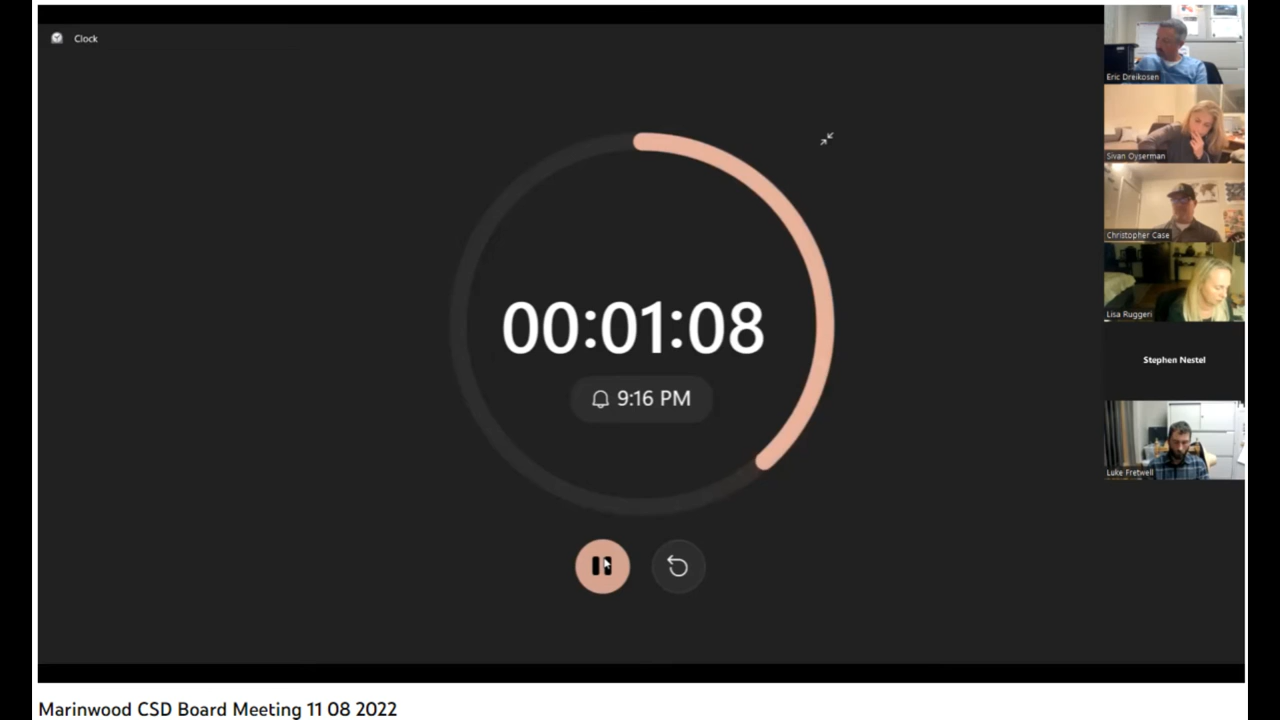 Clock
00:01:08
9:16 PM
Eric Dreikosen
Sivan Oyserman
Christopher Case
Lisa Ruggeri
Stephen Nestel
Luke Fretwell
Marinwood CSD Board Meeting 11 08 2022